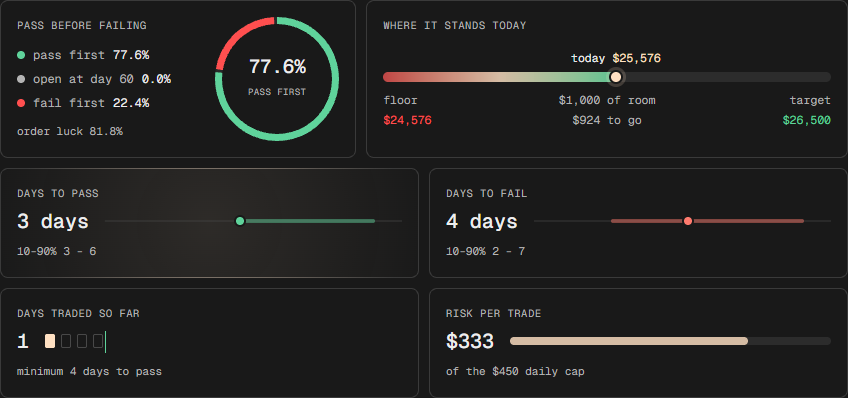 PASS BEFORE FAILING
pass first 77.6%
open at day 60 0.0%
fail first 22.4%
order luck 81.8%
77.6%
PASS FIRST
WHERE IT STANDS TODAY
today $25,576
floor $1,000 of room target
$24,576 $924 to go $26,500
DAYS TO PASS
3 days
10–90% 3 – 6
DAYS TO FAIL
4 days
10–90% 2 – 7
DAYS TRADED SO FAR
1
minimum 4 days to pass
RISK PER TRADE
$333
of the $450 daily cap